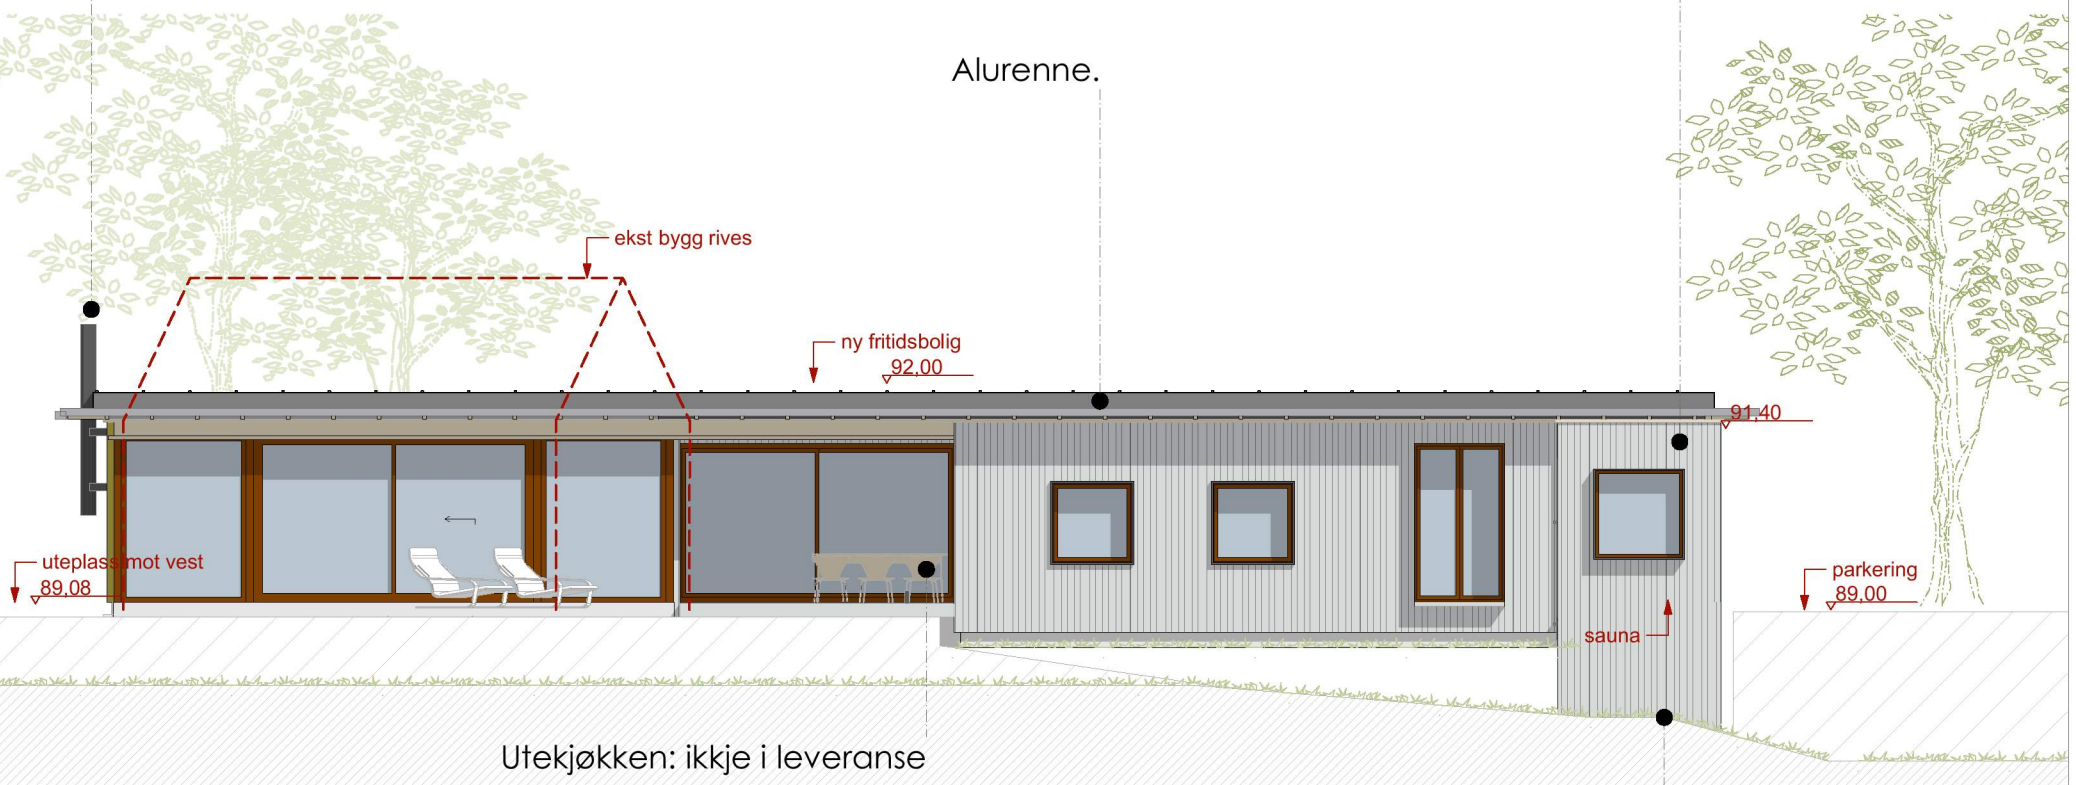 Alurenne.
ekst bygg rives
ny fritidsbolig
92,00
91,40
uteplass mot vest
89,08
parkering
89,00
sauna
Utekjøkken: ikkje i leveranse